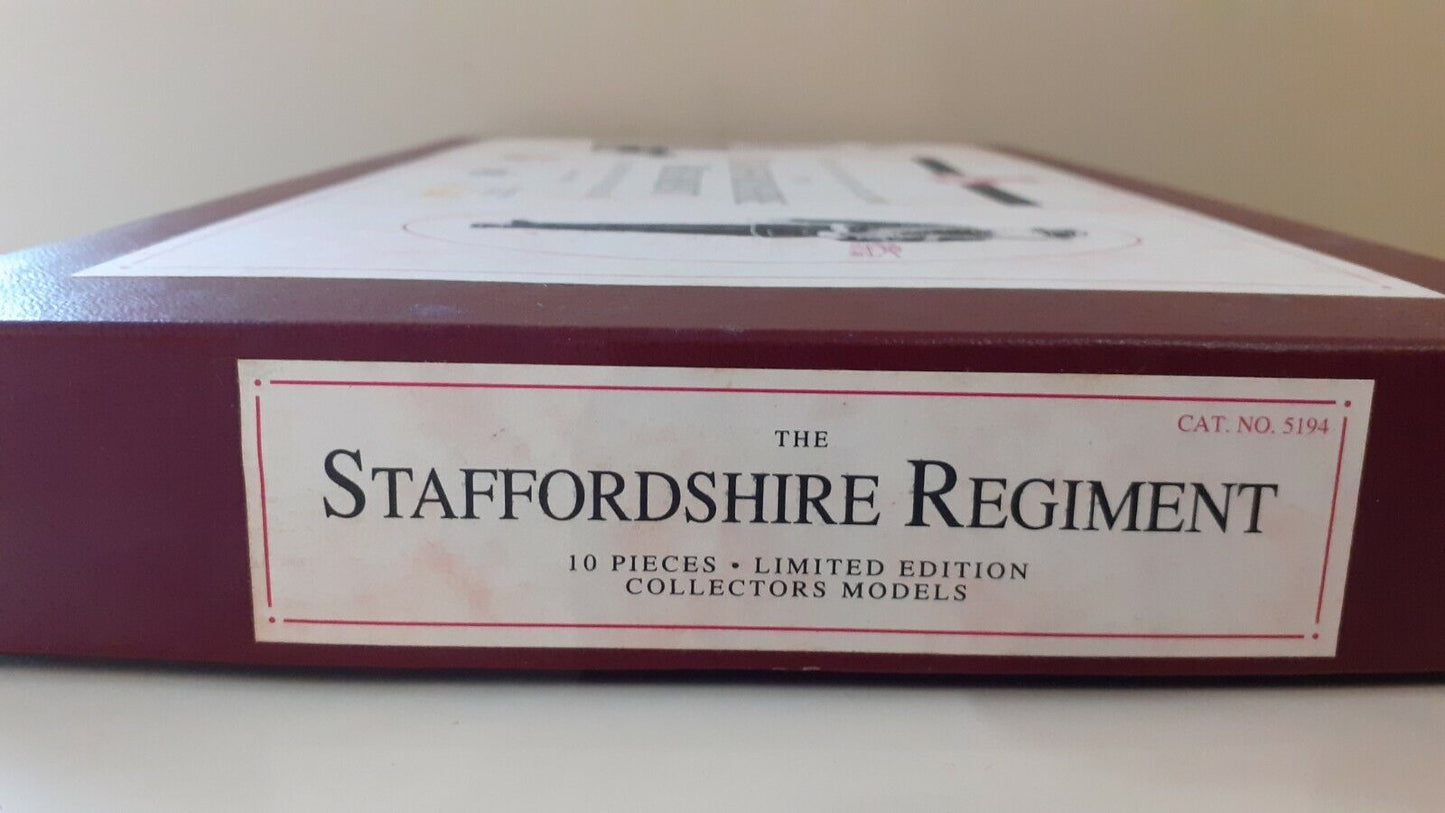 CAT. NO. 5194
THE
STAFFORDSHIRE REGIMENT
10 PIECES • LIMITED EDITION
COLLECTORS MODELS